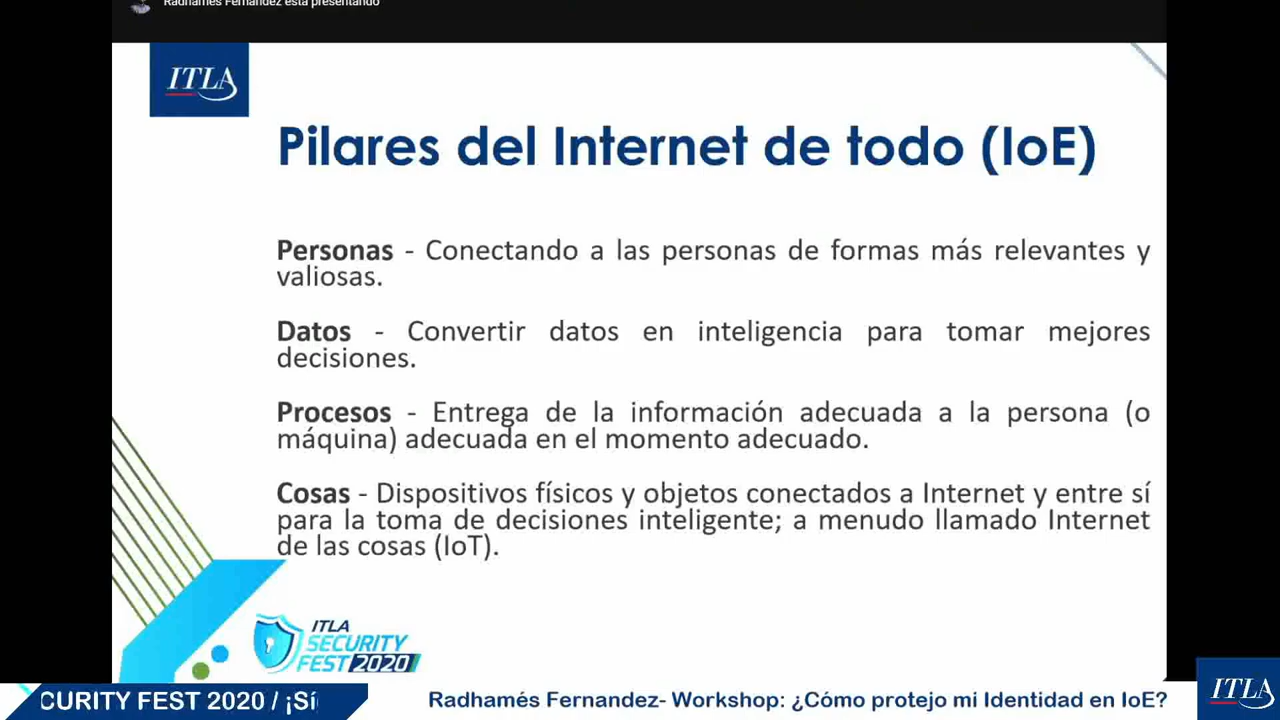 Radhamés Fernandez está presentando
ITLA
Pilares del Internet de todo (IoE)
Personas - Conectando a las personas de formas más relevantes y
valiosas.
Datos - Convertir datos en inteligencia para tomar mejores
decisiones.
Procesos - Entrega de la información adecuada a la persona (o
máquina) adecuada en el momento adecuado.
Cosas - Dispositivos físicos y objetos conectados a Internet y entre sí
para la toma de decisiones inteligente; a menudo llamado Internet
de las cosas (IoT).
ITLA
SECURITY
FEST 2020
CURITY FEST 2020 / ¡Sí
Radhamés Fernandez- Workshop: ¿Cómo protejo mi Identidad en IoE?
ITLA